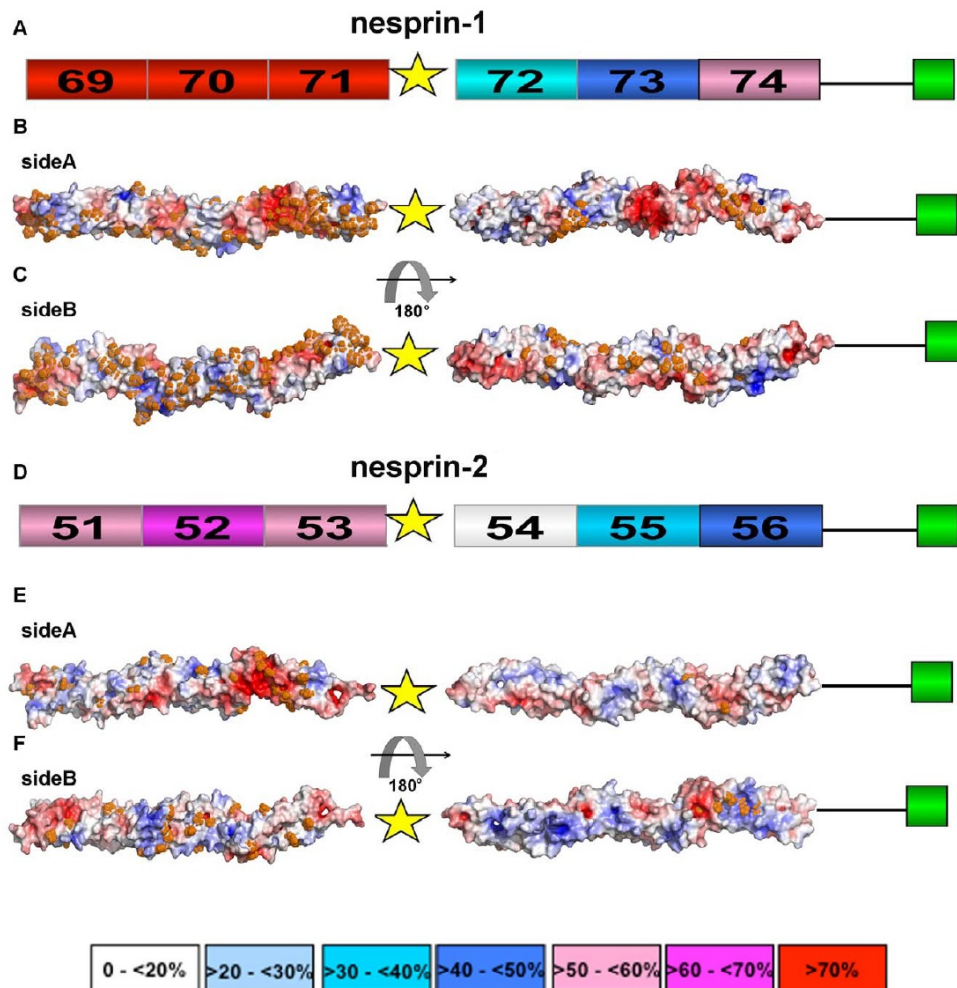 A
nesprin-1
69 70 71 72 73 74
B
sideA
C
sideB
180°
D
nesprin-2
51 52 53 54 55 56
E
sideA
F
sideB
180°
0 - <20% >20 - <30% >30 - <40% >40 - <50% >50 - <60% >60 - <70% >70%